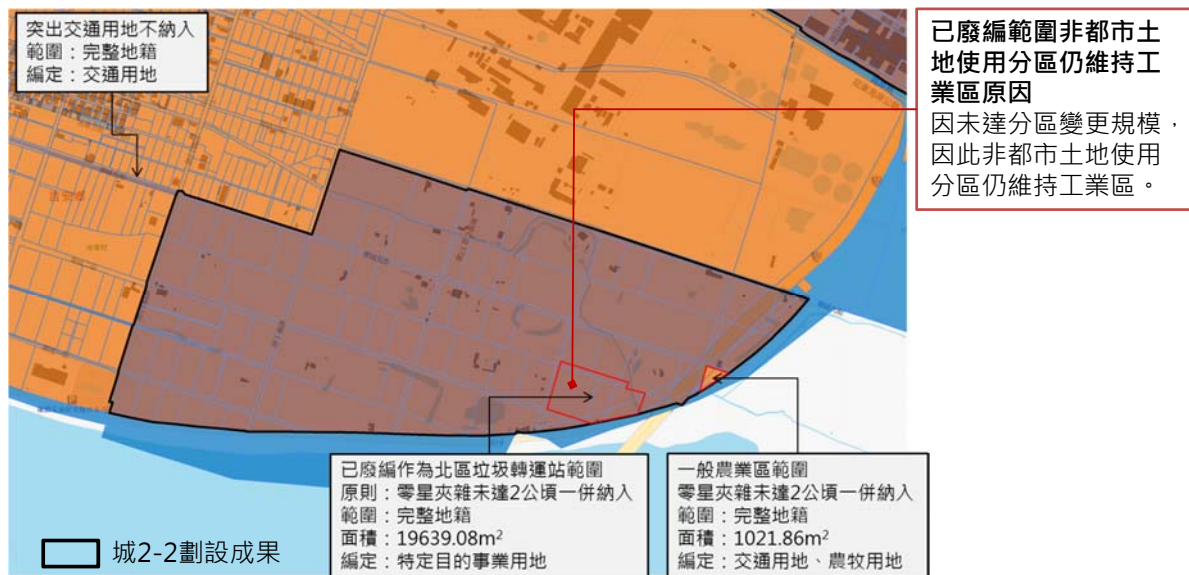 突出交通用地不納入
範圍：完整地籍
編定：交通用地
已廢編範圍非都市土
地使用分區仍維持工
業區原因
因未達分區變更規模，
因此非都市土地使用
分區仍維持工業區。
已廢編作為北區垃圾轉運站範圍
原則：零星夾雜未達2公頃一併納入
範圍：完整地籍
面積：19639.08m²
編定：特定目的事業用地
一般農業區範圍
零星夾雜未達2公頃一併納入
範圍：完整地籍
面積：1021.86m²
編定：交通用地、農牧用地
城2-2劃設成果